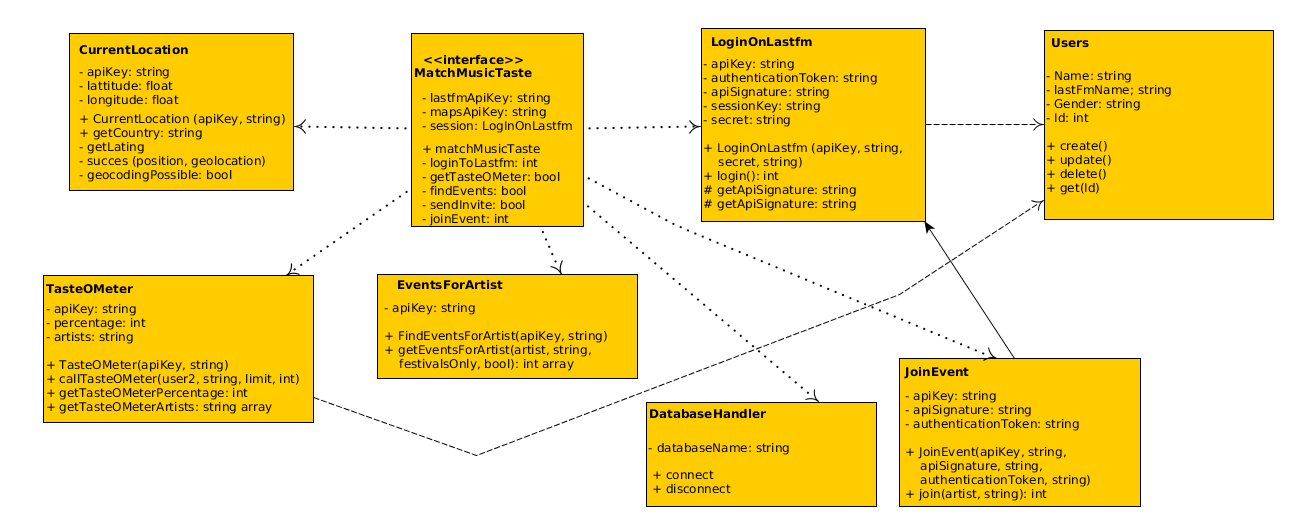 CurrentLocation
- apiKey: string
- lattitude: float
- longitude: float
+ CurrentLocation (apiKey, string)
+ getCountry: string
- getLating
- succes (position, geolocation)
- geocodingPossible: bool
<<interface>>
MatchMusicTaste
- lastfmApiKey: string
- mapsApiKey: string
- session: LogInOnLastfm
+ matchMusicTaste
- loginToLastfm: int
- getTasteOMeter: bool
- findEvents: bool
- sendInvite: bool
- joinEvent: int
LoginOnLastfm
- apiKey: string
- authenticationToken: string
- apiSignature: string
- sessionKey: string
- secret: string
+ LoginOnLastfm (apiKey, string,
secret, string)
+ login(): int
# getApiSignature: string
# getApiSignature: string
Users
- Name: string
- lastFmName; string
- Gender: string
- Id: int
+ create()
+ update()
+ delete()
+ get(Id)
TasteOMeter
- apiKey: string
- percentage: int
- artists: string
+ TasteOMeter(apiKey, string)
+ callTasteOMeter(user2, string, limit, int)
+ getTasteOMeterPercentage: int
+ getTasteOMeterArtists: string array
EventsForArtist
- apiKey: string
+ FindEventsForArtist(apiKey, string)
+ getEventsForArtist(artist, string,
festivalsOnly, bool): int array
DatabaseHandler
- databaseName: string
+ connect
+ disconnect
JoinEvent
- apiKey: string
- apiSignature: string
- authenticationToken: string
+ JoinEvent(apiKey, string,
apiSignature, string,
authenticationToken, string)
+ join(artist, string): int